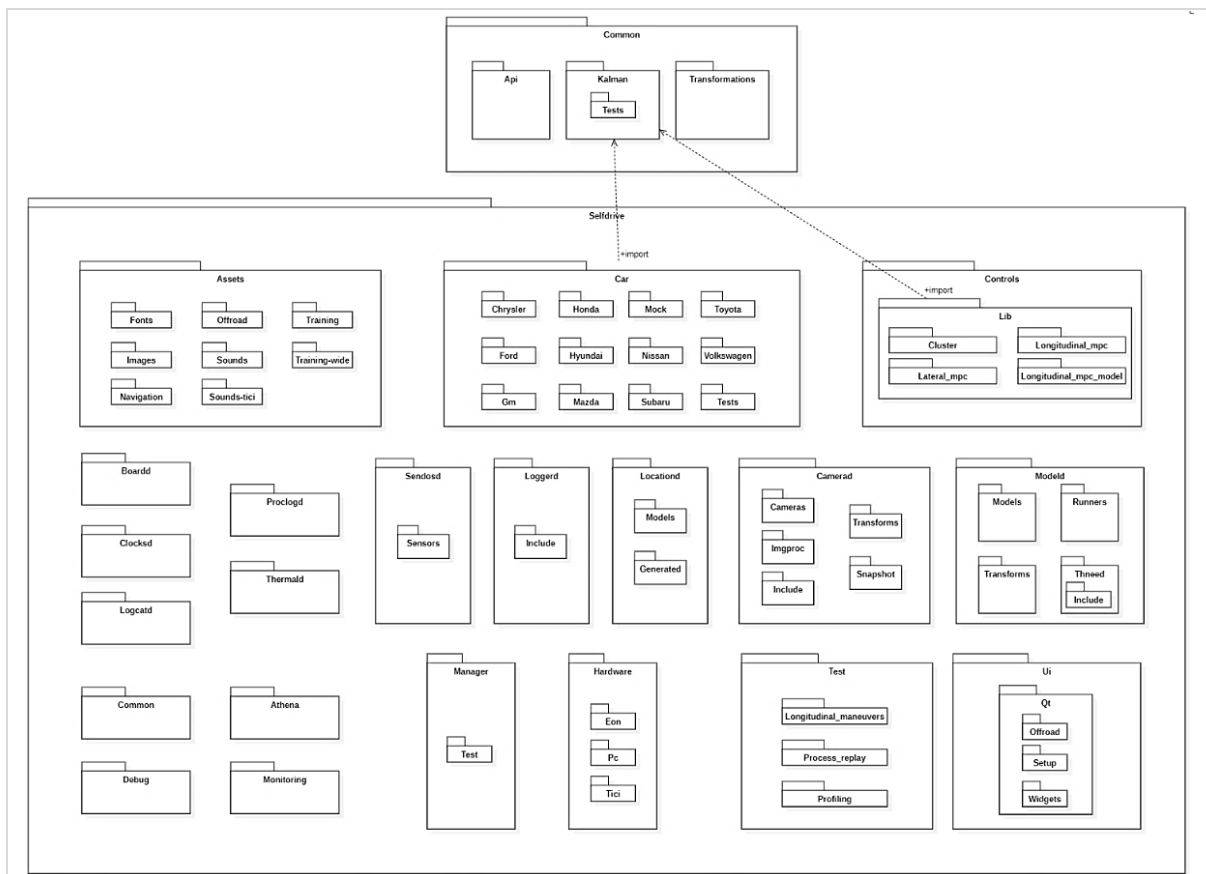 Common
Api
Kalman
Tests
Transformations
Selfdrive
+import
+import
Assets
Fonts
Offroad
Training
Images
Sounds
Training-wide
Navigation
Sounds-tici
Car
Chrysler
Honda
Mock
Toyota
Ford
Hyundai
Nissan
Volkswagen
Gm
Mazda
Subaru
Tests
Controls
Lib
Cluster
Longitudinal_mpc
Lateral_mpc
Longitudinal_mpc_model
Boardd
Proclogd
Clocksd
Thermald
Logcatd
Sendosd
Sensors
Loggerd
Include
Locationd
Models
Generated
Camerad
Cameras
Transforms
Imgproc
Snapshot
Include
Modeld
Models
Runners
Transforms
Thneed
Include
Common
Athena
Debug
Monitoring
Manager
Test
Hardware
Eon
Pc
Tici
Test
Longitudinal_maneuvers
Process_replay
Profiling
Ui
Qt
Offroad
Setup
Widgets